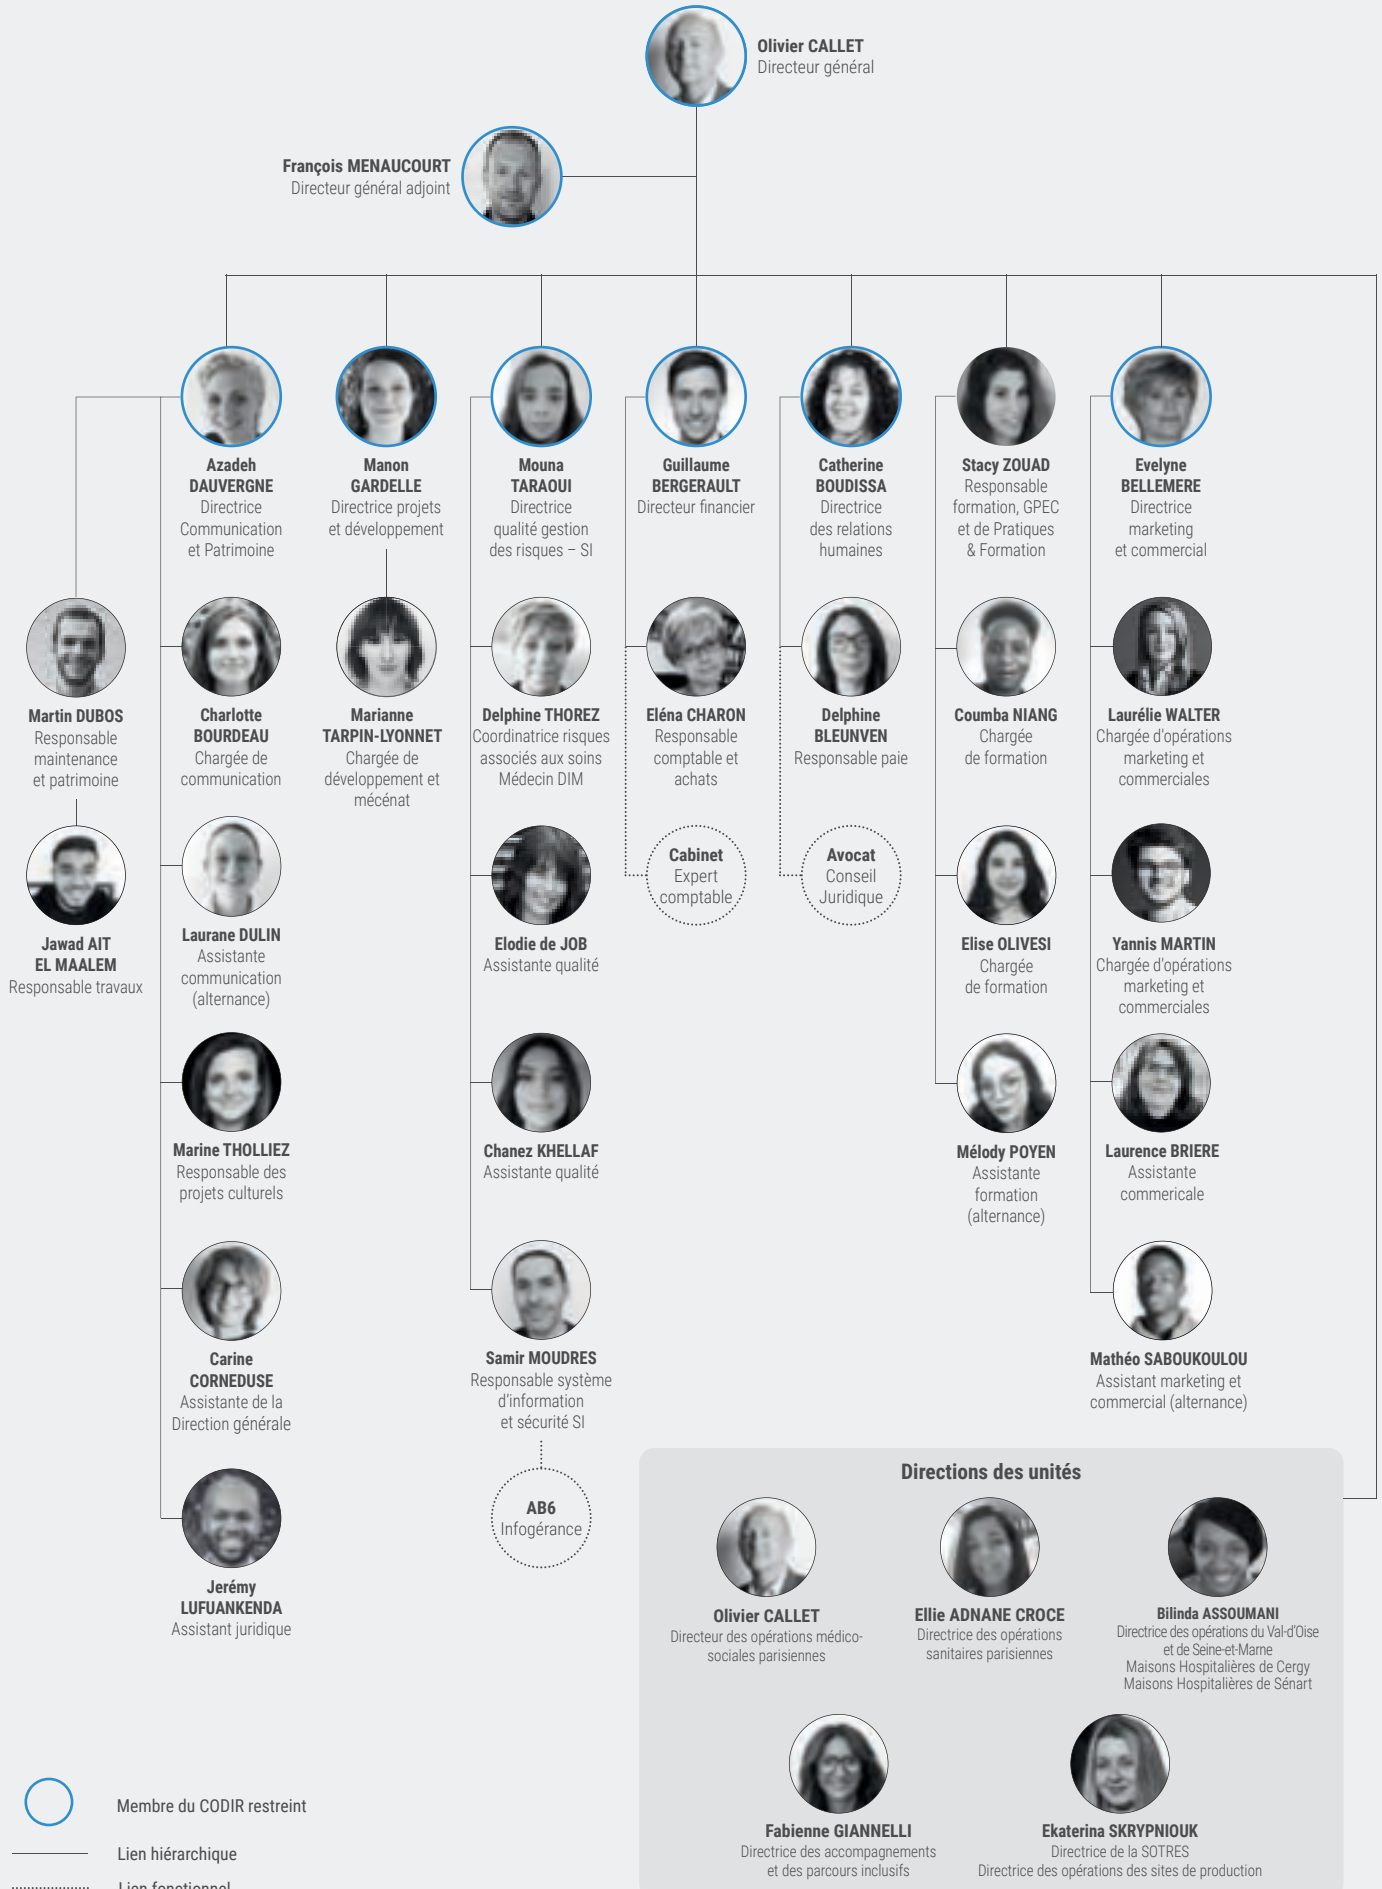 Olivier CALLET
Directeur général
François MENAUCOURT
Directeur général adjoint
Azadeh
DAUVERGNE
Directrice
Communication
et Patrimoine
Manon
GARDELLE
Directrice projets
et développement
Mouna
TARAOUI
Directrice
qualité gestion
des risques – SI
Guillaume
BERGERAULT
Directeur financier
Catherine
BOUDISSA
Directrice
des relations
humaines
Stacy ZOUAD
Responsable
formation, GPEC
et de Pratiques
& Formation
Evelyne
BELLEMERE
Directrice
marketing
et commercial
Martin DUBOS
Responsable
maintenance
et patrimoine
Charlotte
BOURDEAU
Chargée de
communication
Marianne
TARPIN-LYONNET
Chargée de
développement et
mécénat
Delphine THOREZ
Coordinatrice risques
associés aux soins
Médecin DIM
Eléna CHARON
Responsable
comptable et
achats
Delphine
BLEUNVEN
Responsable paie
Coumba NIANG
Chargée
de formation
Laurélie WALTER
Chargée d'opérations
marketing et
commerciales
Jawad AIT
EL MAALEM
Responsable travaux
Laurane DULIN
Assistante
communication
(alternance)
Elodie de JOB
Assistante qualité
Cabinet
Expert
comptable
Avocat
Conseil
Juridique
Elise OLIVESI
Chargée
de formation
Yannis MARTIN
Chargée d'opérations
marketing et
commerciales
Marine THOLLIEZ
Responsable des
projets culturels
Chanez KHELLAF
Assistante qualité
Mélody POYEN
Assistante
formation
(alternance)
Laurence BRIERE
Assistante
commericale
Carine
CORNEDUSE
Assistante de la
Direction générale
Samir MOUDRES
Responsable système
d'information
et sécurité SI
Mathéo SABOUKOULOU
Assistant marketing et
commercial (alternance)
Jerémy
LUFUANKENDA
Assistant juridique
AB6
Infogérance
Directions des unités
Olivier CALLET
Directeur des opérations médico-
sociales parisiennes
Ellie ADNANE CROCE
Directrice des opérations
sanitaires parisiennes
Bilinda ASSOUMANI
Directrice des opérations du Val-d'Oise
et de Seine-et-Marne
Maisons Hospitalières de Cergy
Maisons Hospitalières de Sénart
Fabienne GIANNELLI
Directrice des accompagnements
et des parcours inclusifs
Ekaterina SKRYPNIOUK
Directrice de la SOTRES
Directrice des opérations des sites de production
Membre du CODIR restreint
Lien hiérarchique
Lien fonctionnel